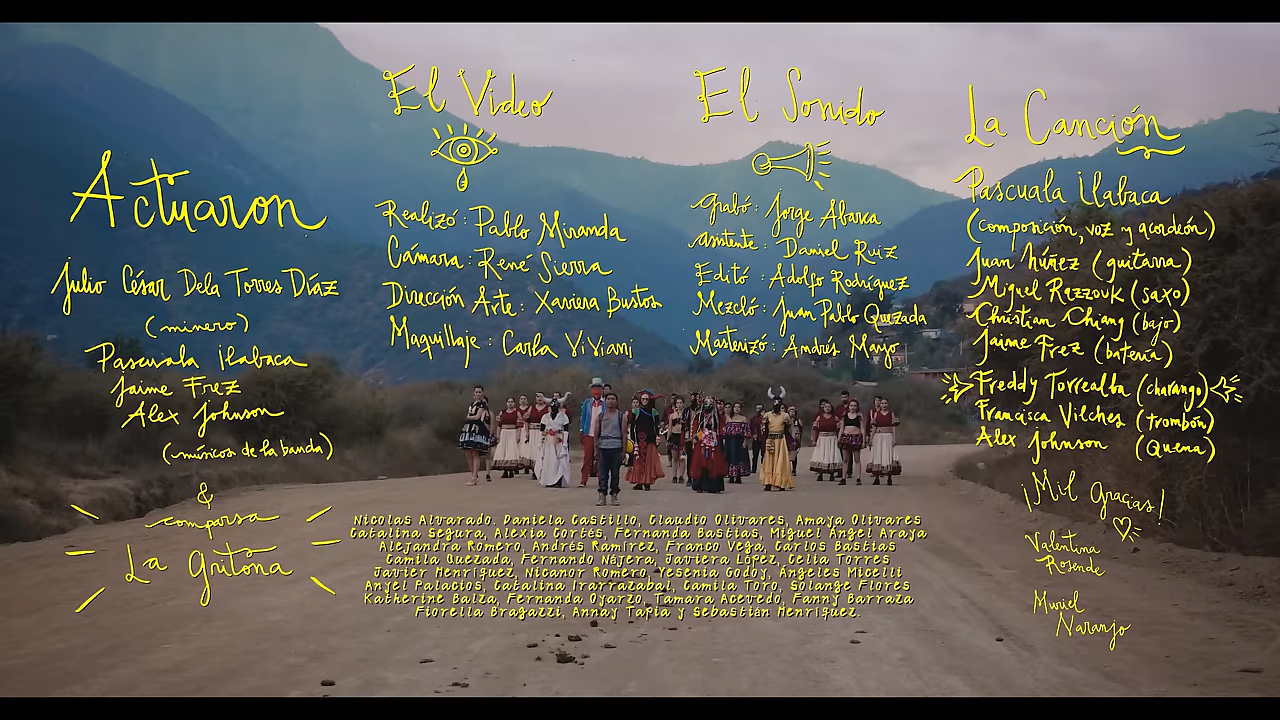 Actuaron
Julio César Dela Torres Díaz
(minero)
Pascuala Ilabaca
Jaime Frez
Alex Johnson
(músicos de la banda)
&
comparsa
La Gritona
El Video
Realizó: Pablo Miranda
Cámara: René Sierra
Dirección Arte: Xaviera Bustos
Maquillaje: Carla Viviani
El Sonido
Grabó: Jorge Abarca
Asistente: Daniel Ruiz
Editó: Adolfo Rodríguez
Mezcló: Juan Pablo Quezada
Masterizó: Andrés Mayo
La Canción
Pascuala Ilabaca
(composición, voz y acordeón)
Juan Núñez (guitarra)
Miguel Razzouk (saxo)
Christian Chiang (bajo)
Jaime Frez (batería)
Freddy Torrealba (charango)
Francisca Vilches (trombón)
Alex Johnson (Quena)
¡Mil Gracias!
Valentina
Rosende
Muriel
Naranjo
Nicolas Alvarado. Daniela Castillo, Claudio Olivares, Amaya Olivares
Catalina Segura, Alexia Cortés, Fernanda Bastias, Miguel Angel Araya
Alejandra Romero, Andrés Ramírez, Franco Vega, Carlos Bastias
Camila Quezada, Fernando Nájera, Javiera López, Celia Torres
Javier Henríquez, Nicanor Romero, Yesenia Godoy, Angeles Micelli
Anyel Palacios, Catalina Irarrazabal, Camila Toro, Solange Flores
Katherine Balza, Fernanda Oyarzo, Tamara Acevedo, Fanny Barraza
Fiorella Bragazzi, Annay Tapia y Sebastián Henríquez.